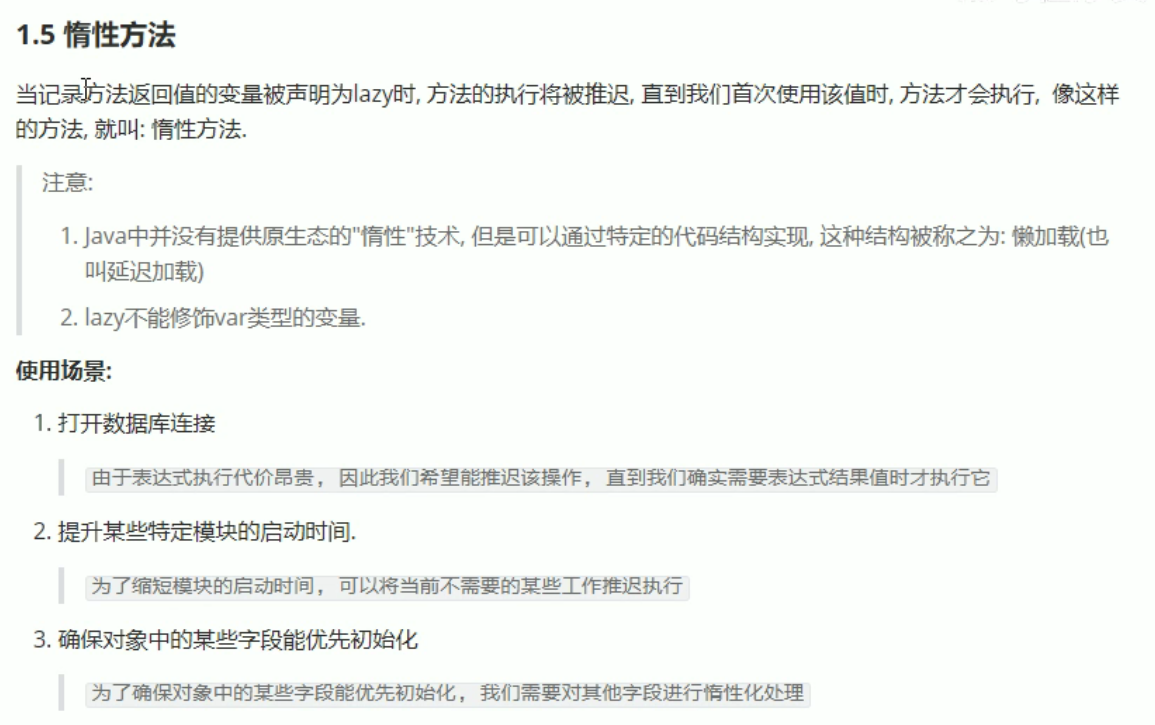 1.5 惰性方法
当记录方法返回值的变量被声明为lazy时, 方法的执行将被推迟, 直到我们首次使用该值时, 方法才会执行, 像这样
的方法, 就叫: 惰性方法.
注意:
1. Java中并没有提供原生态的"惰性"技术, 但是可以通过特定的代码结构实现, 这种结构被称之为: 懒加载(也
叫延迟加载)
2. lazy不能修饰var类型的变量.
使用场景:
1. 打开数据库连接
由于表达式执行代价昂贵, 因此我们希望能推迟该操作, 直到我们确实需要表达式结果值时才执行它
2. 提升某些特定模块的启动时间.
为了缩短模块的启动时间, 可以将当前不需要的某些工作推迟执行
3. 确保对象中的某些字段能优先初始化
为了确保对象中的某些字段能优先初始化, 我们需要对其他字段进行惰性化处理